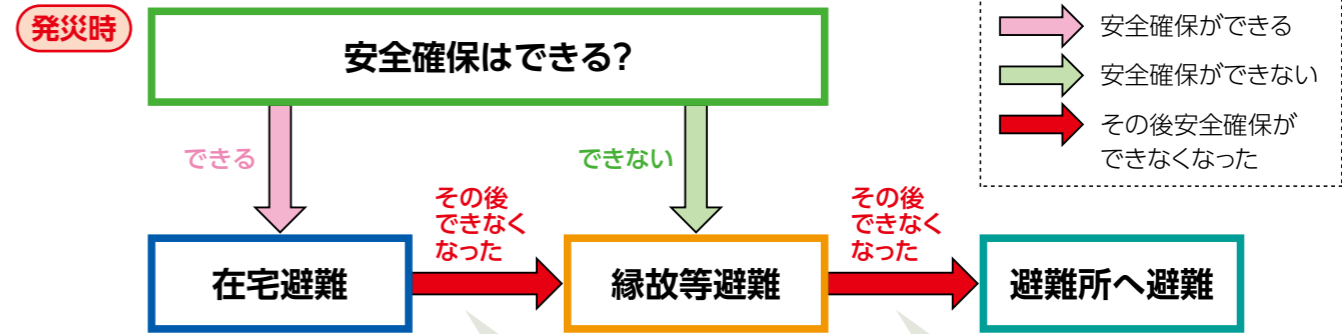 発災時
安全確保はできる？
安全確保ができる
安全確保ができない
その後安全確保が
できなくなった
できる
できない
その後
できなく
なった
その後
できなく
なった
在宅避難
縁故等避難
避難所へ避難